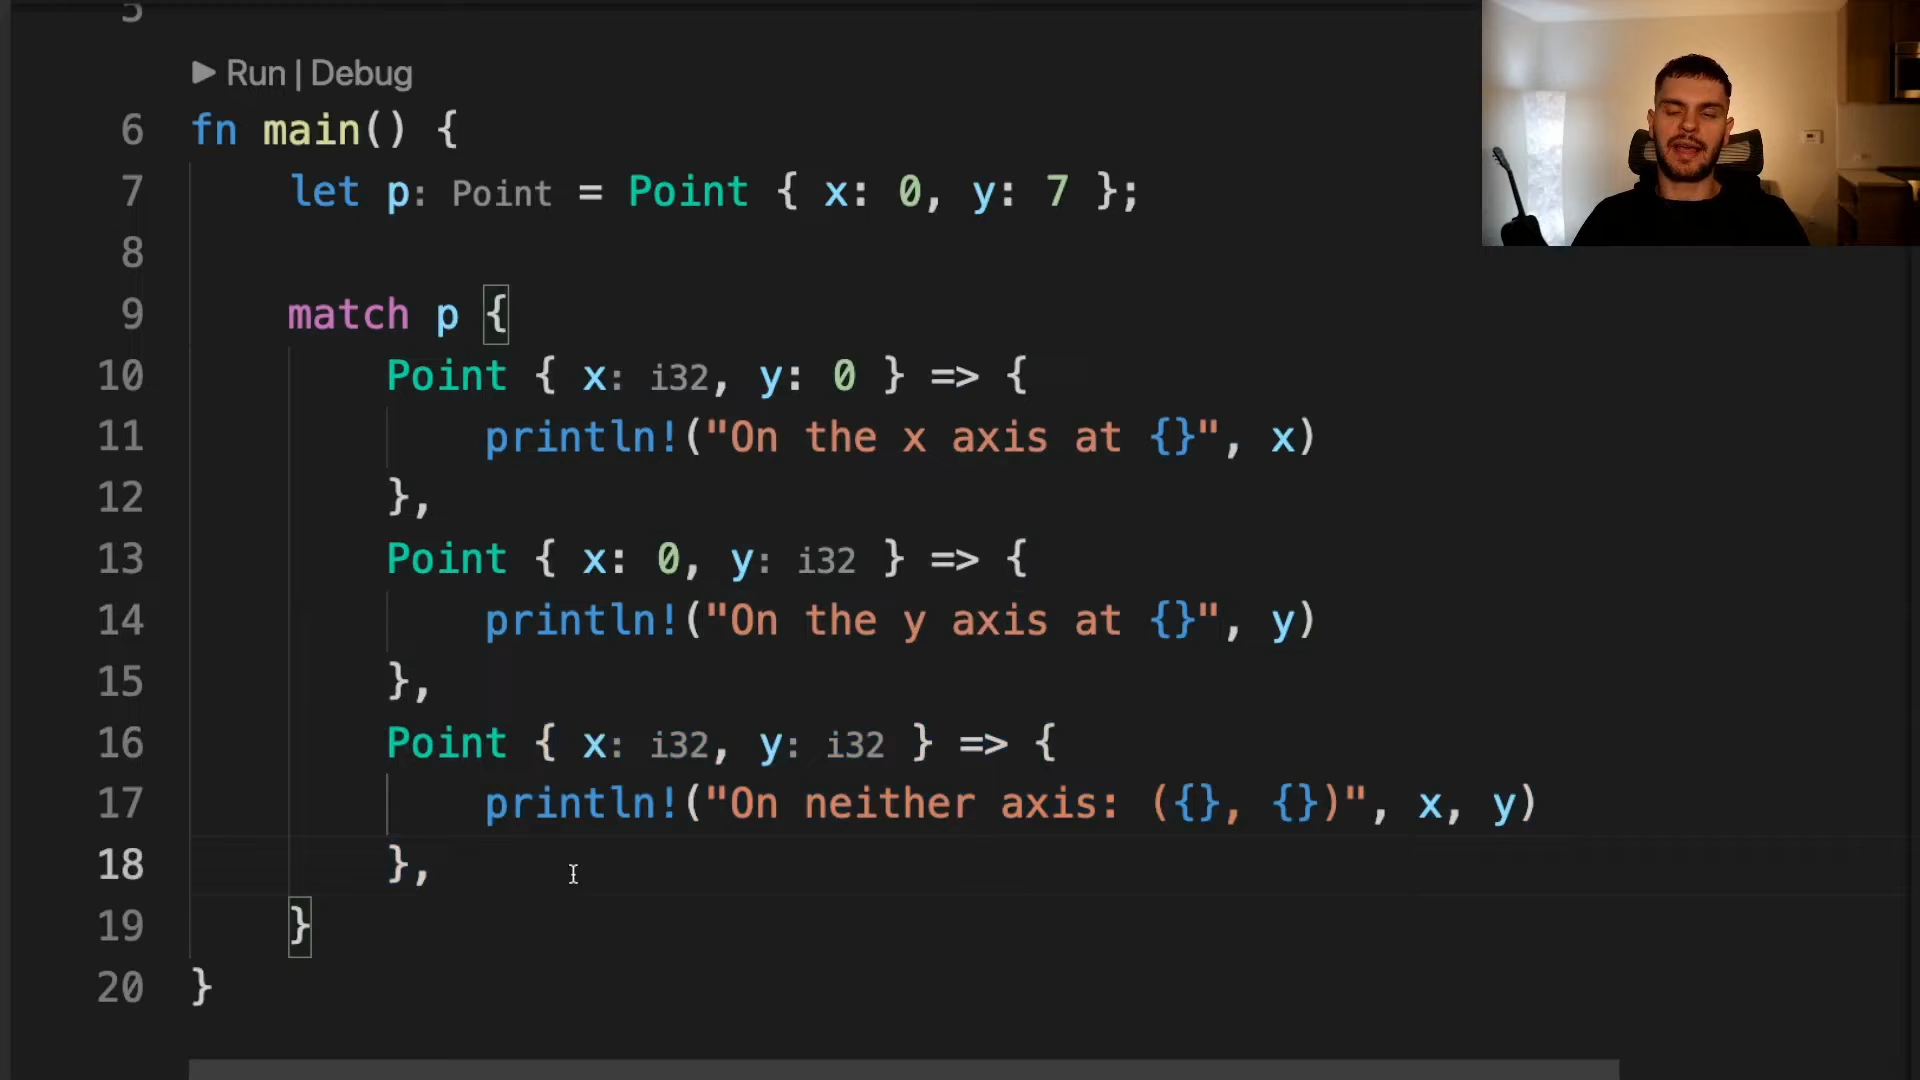 5
Run | Debug
6 fn main() {
7 let p: Point = Point { x: 0, y: 7 };
8
9 match p {
10 Point { x: i32, y: 0 } => {
11 println!("On the x axis at {}", x)
12 },
13 Point { x: 0, y: i32 } => {
14 println!("On the y axis at {}", y)
15 },
16 Point { x: i32, y: i32 } => {
17 println!("On neither axis: ({}, {})", x, y)
18 },
19 }
20 }